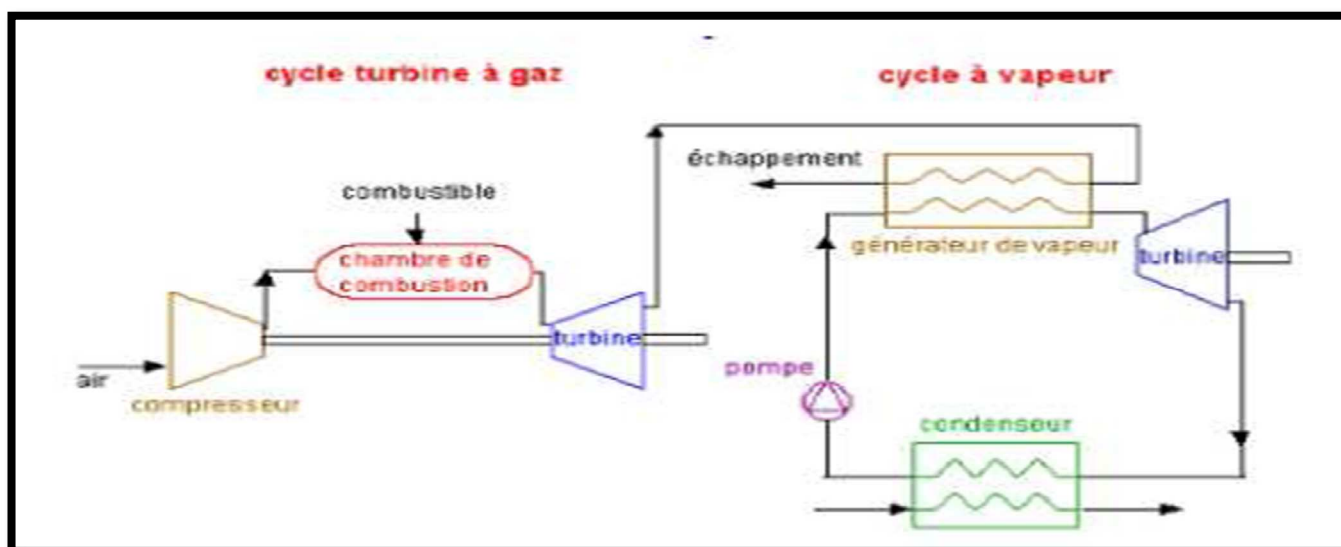 cycle turbine à gaz
cycle à vapeur
échappement
combustible
générateur de vapeur
chambre de
combustion
turbine
turbine
air
compresseur
pompe
condenseur